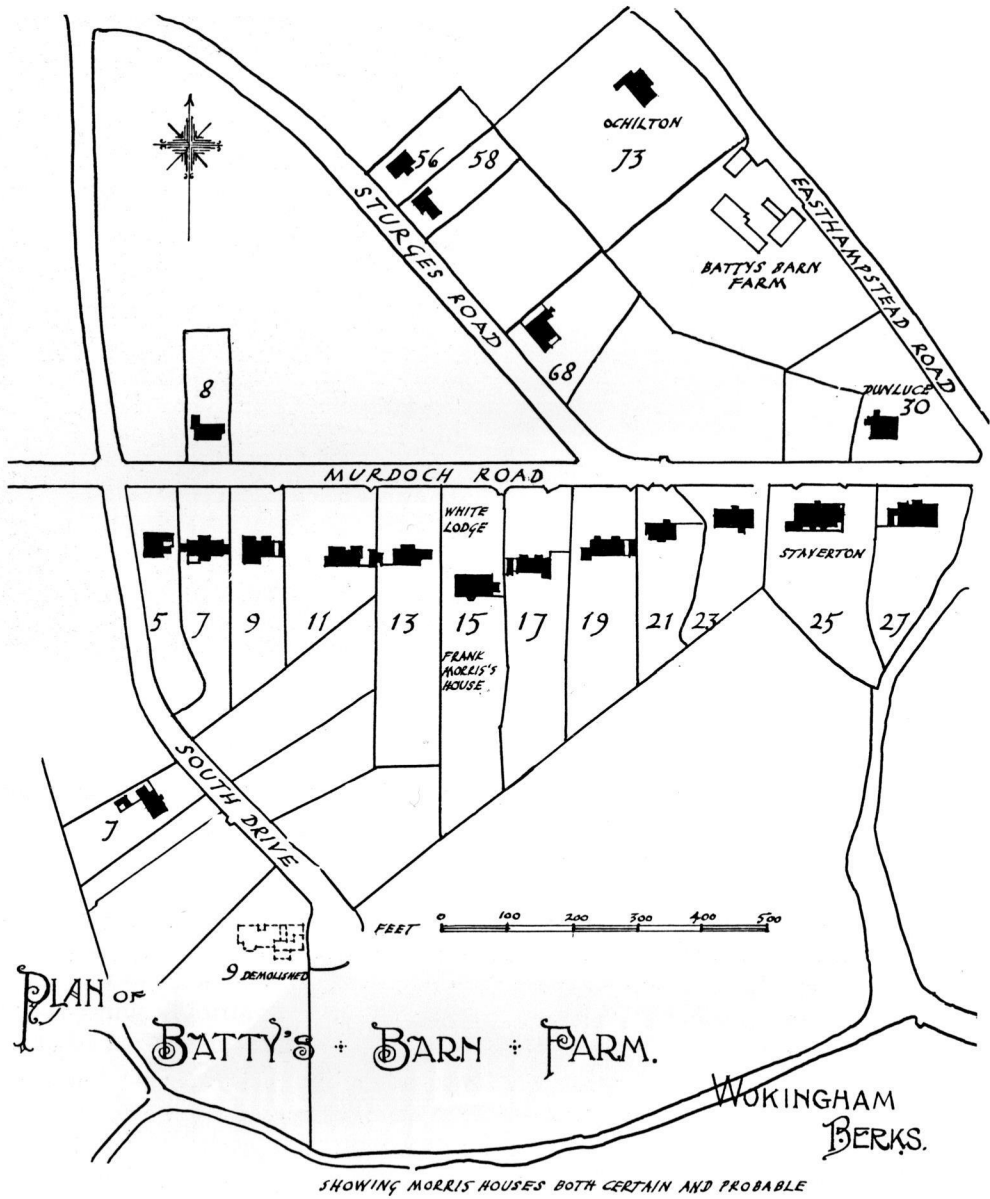 OCHILTON
73
56
58
STURGES ROAD
EASTHAMPSTEAD ROAD
BATTYS BARN
FARM
68
8
DUNLUCE
30
MURDOCH ROAD
WHITE
LODGE
STAVERTON
5
7
9
11
13
15
17
19
21
23
25
27
FRANK
MORRIS'S
HOUSE
SOUTH DRIVE
7
FEET 0 100 200 300 400 500
9 DEMOLISHED
PLAN OF
BATTY'S + BARN + FARM.
WOKINGHAM
BERKS.
SHOWING MORRIS HOUSES BOTH CERTAIN AND PROBABLE